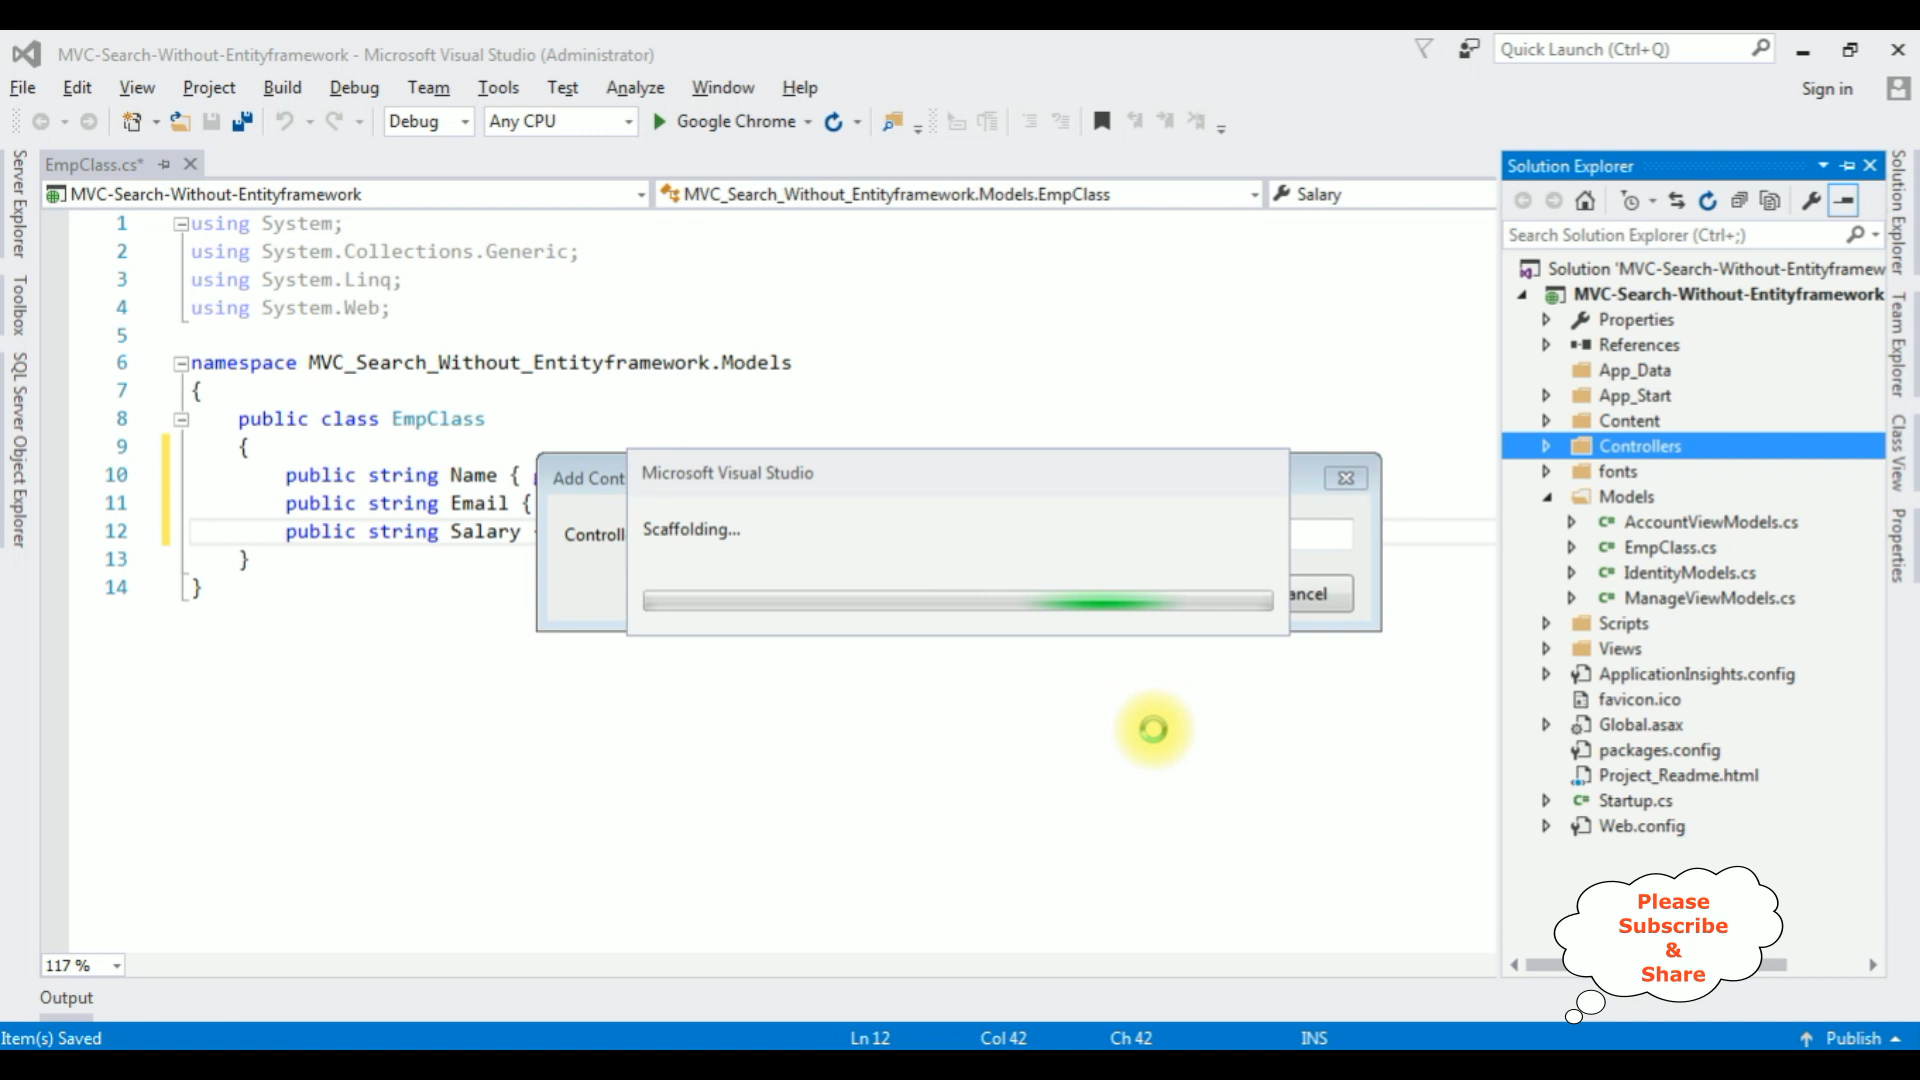 MVC-Search-Without-Entityframework - Microsoft Visual Studio (Administrator)
Quick Launch (Ctrl+Q)
File Edit View Project Build Debug Team Tools Test Analyze Window Help
Sign in
Debug Any CPU Google Chrome
Server Explorer
Toolbox
SQL Server Object Explorer
EmpClass.cs*
MVC-Search-Without-Entityframework
MVC_Search_Without_Entityframework.Models.EmpClass
Salary
1 using System;
2 using System.Collections.Generic;
3 using System.Linq;
4 using System.Web;
5
6 namespace MVC_Search_Without_Entityframework.Models
7 {
8 public class EmpClass
9 {
10 public string Name {
11 public string Email {
12 public string Salary
13 }
14 }
Add Cont
Controll
ancel
Microsoft Visual Studio
Scaffolding...
117 %
Output
Solution Explorer
Search Solution Explorer (Ctrl+;)
Solution 'MVC-Search-Without-Entityframew
MVC-Search-Without-Entityframework
Properties
References
App_Data
App_Start
Content
Controllers
fonts
Models
AccountViewModels.cs
EmpClass.cs
IdentityModels.cs
ManageViewModels.cs
Scripts
Views
ApplicationInsights.config
favicon.ico
Global.asax
packages.config
Project_Readme.html
Startup.cs
Web.config
Solution Explorer
Team Explorer
Class View
Properties
Please
Subscribe
&
Share
Item(s) Saved Ln 12 Col 42 Ch 42 INS Publish